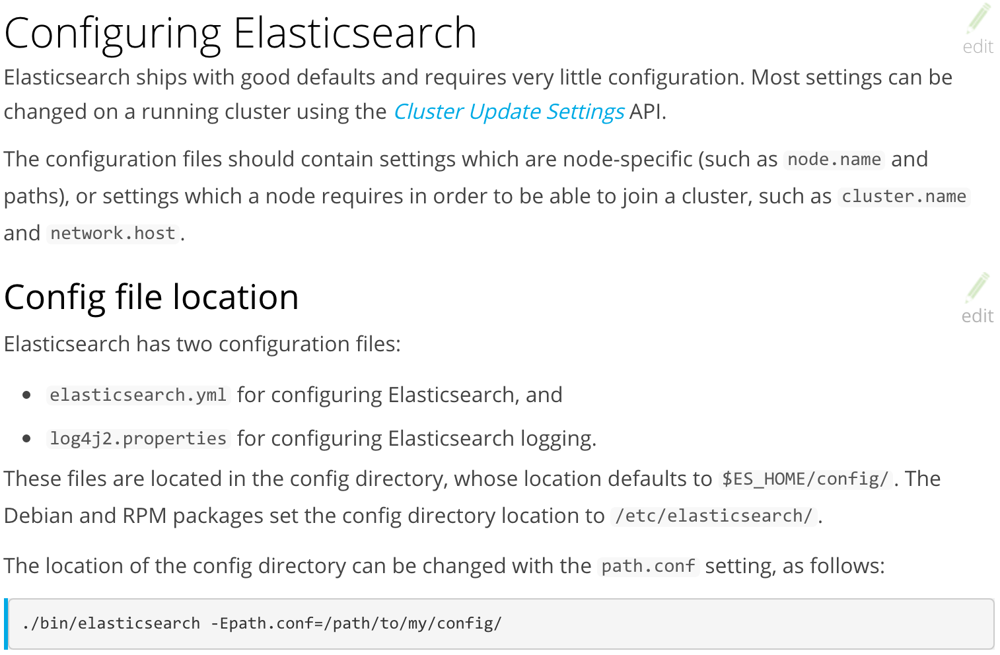 Configuring Elasticsearch
edit
Elasticsearch ships with good defaults and requires very little configuration. Most settings can be
changed on a running cluster using the Cluster Update Settings API.
The configuration files should contain settings which are node-specific (such as node.name and
paths), or settings which a node requires in order to be able to join a cluster, such as cluster.name
and network.host.
Config file location
edit
Elasticsearch has two configuration files:
• elasticsearch.yml for configuring Elasticsearch, and
• log4j2.properties for configuring Elasticsearch logging.
These files are located in the config directory, whose location defaults to $ES_HOME/config/. The
Debian and RPM packages set the config directory location to /etc/elasticsearch/.
The location of the config directory can be changed with the path.conf setting, as follows:
./bin/elasticsearch -Epath.conf=/path/to/my/config/